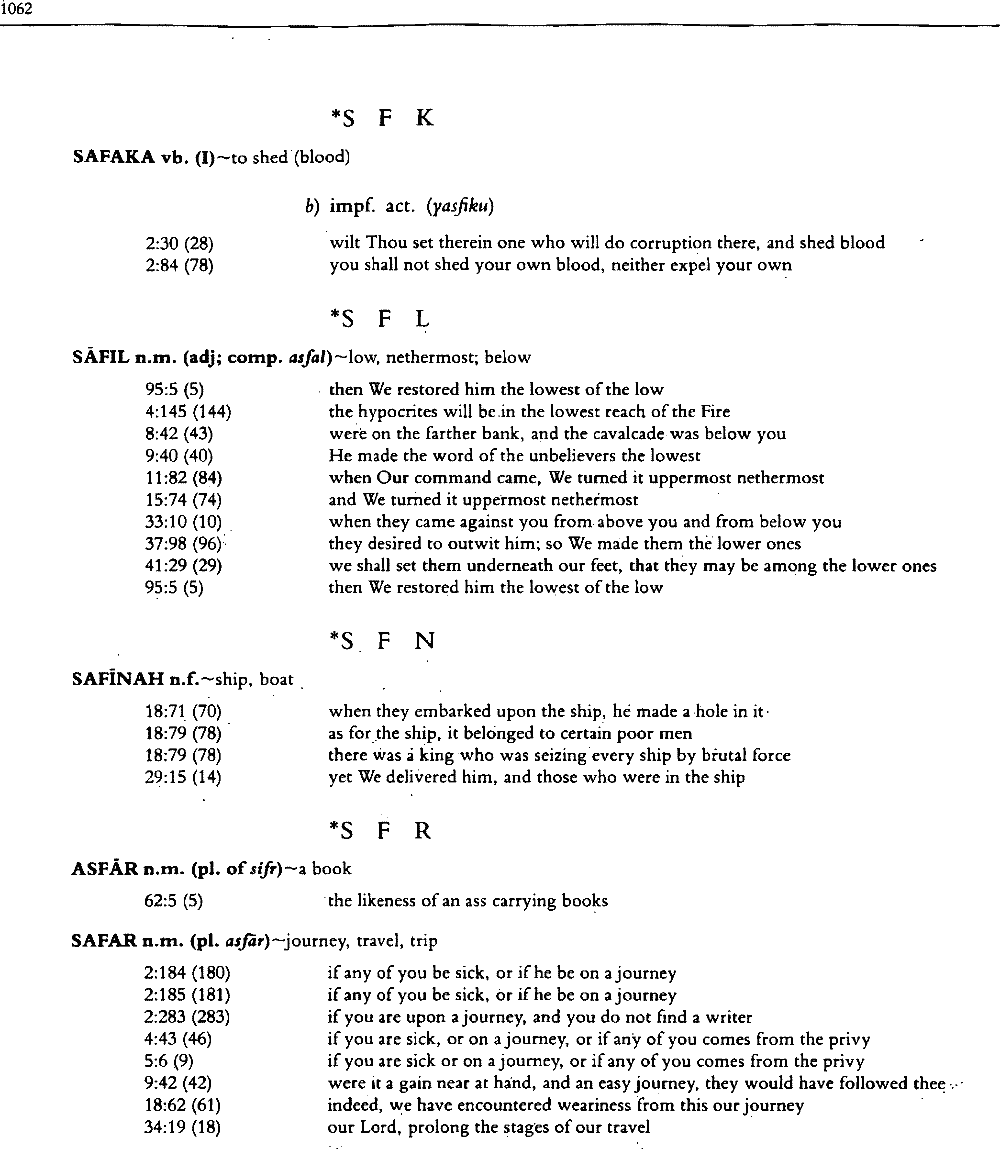 1062
*S F K
SAFAKA vb. (I)~to shed (blood)
b) impf. act. (yasfiku)
2:30 (28) wilt Thou set therein one who will do corruption there, and shed blood
2:84 (78) you shall not shed your own blood, neither expel your own
*S F L
SĀFIL n.m. (adj; comp. asfal)~low, nethermost; below
95:5 (5) then We restored him the lowest of the low
4:145 (144) the hypocrites will be in the lowest reach of the Fire
8:42 (43) were on the farther bank, and the cavalcade was below you
9:40 (40) He made the word of the unbelievers the lowest
11:82 (84) when Our command came, We turned it uppermost nethermost
15:74 (74) and We turned it uppermost nethermost
33:10 (10) when they came against you from above you and from below you
37:98 (96) they desired to outwit him; so We made them the lower ones
41:29 (29) we shall set them underneath our feet, that they may be among the lower ones
95:5 (5) then We restored him the lowest of the low
*S F N
SAFĪNAH n.f.~ship, boat
18:71 (70) when they embarked upon the ship, he made a hole in it
18:79 (78) as for the ship, it belonged to certain poor men
18:79 (78) there was a king who was seizing every ship by brutal force
29:15 (14) yet We delivered him, and those who were in the ship
*S F R
ASFĀR n.m. (pl. of sifr)~a book
62:5 (5) the likeness of an ass carrying books
SAFAR n.m. (pl. asfār)~journey, travel, trip
2:184 (180) if any of you be sick, or if he be on a journey
2:185 (181) if any of you be sick, or if he be on a journey
2:283 (283) if you are upon a journey, and you do not find a writer
4:43 (46) if you are sick, or on a journey, or if any of you comes from the privy
5:6 (9) if you are sick or on a journey, or if any of you comes from the privy
9:42 (42) were it a gain near at hand, and an easy journey, they would have followed thee
18:62 (61) indeed, we have encountered weariness from this our journey
34:19 (18) our Lord, prolong the stages of our travel